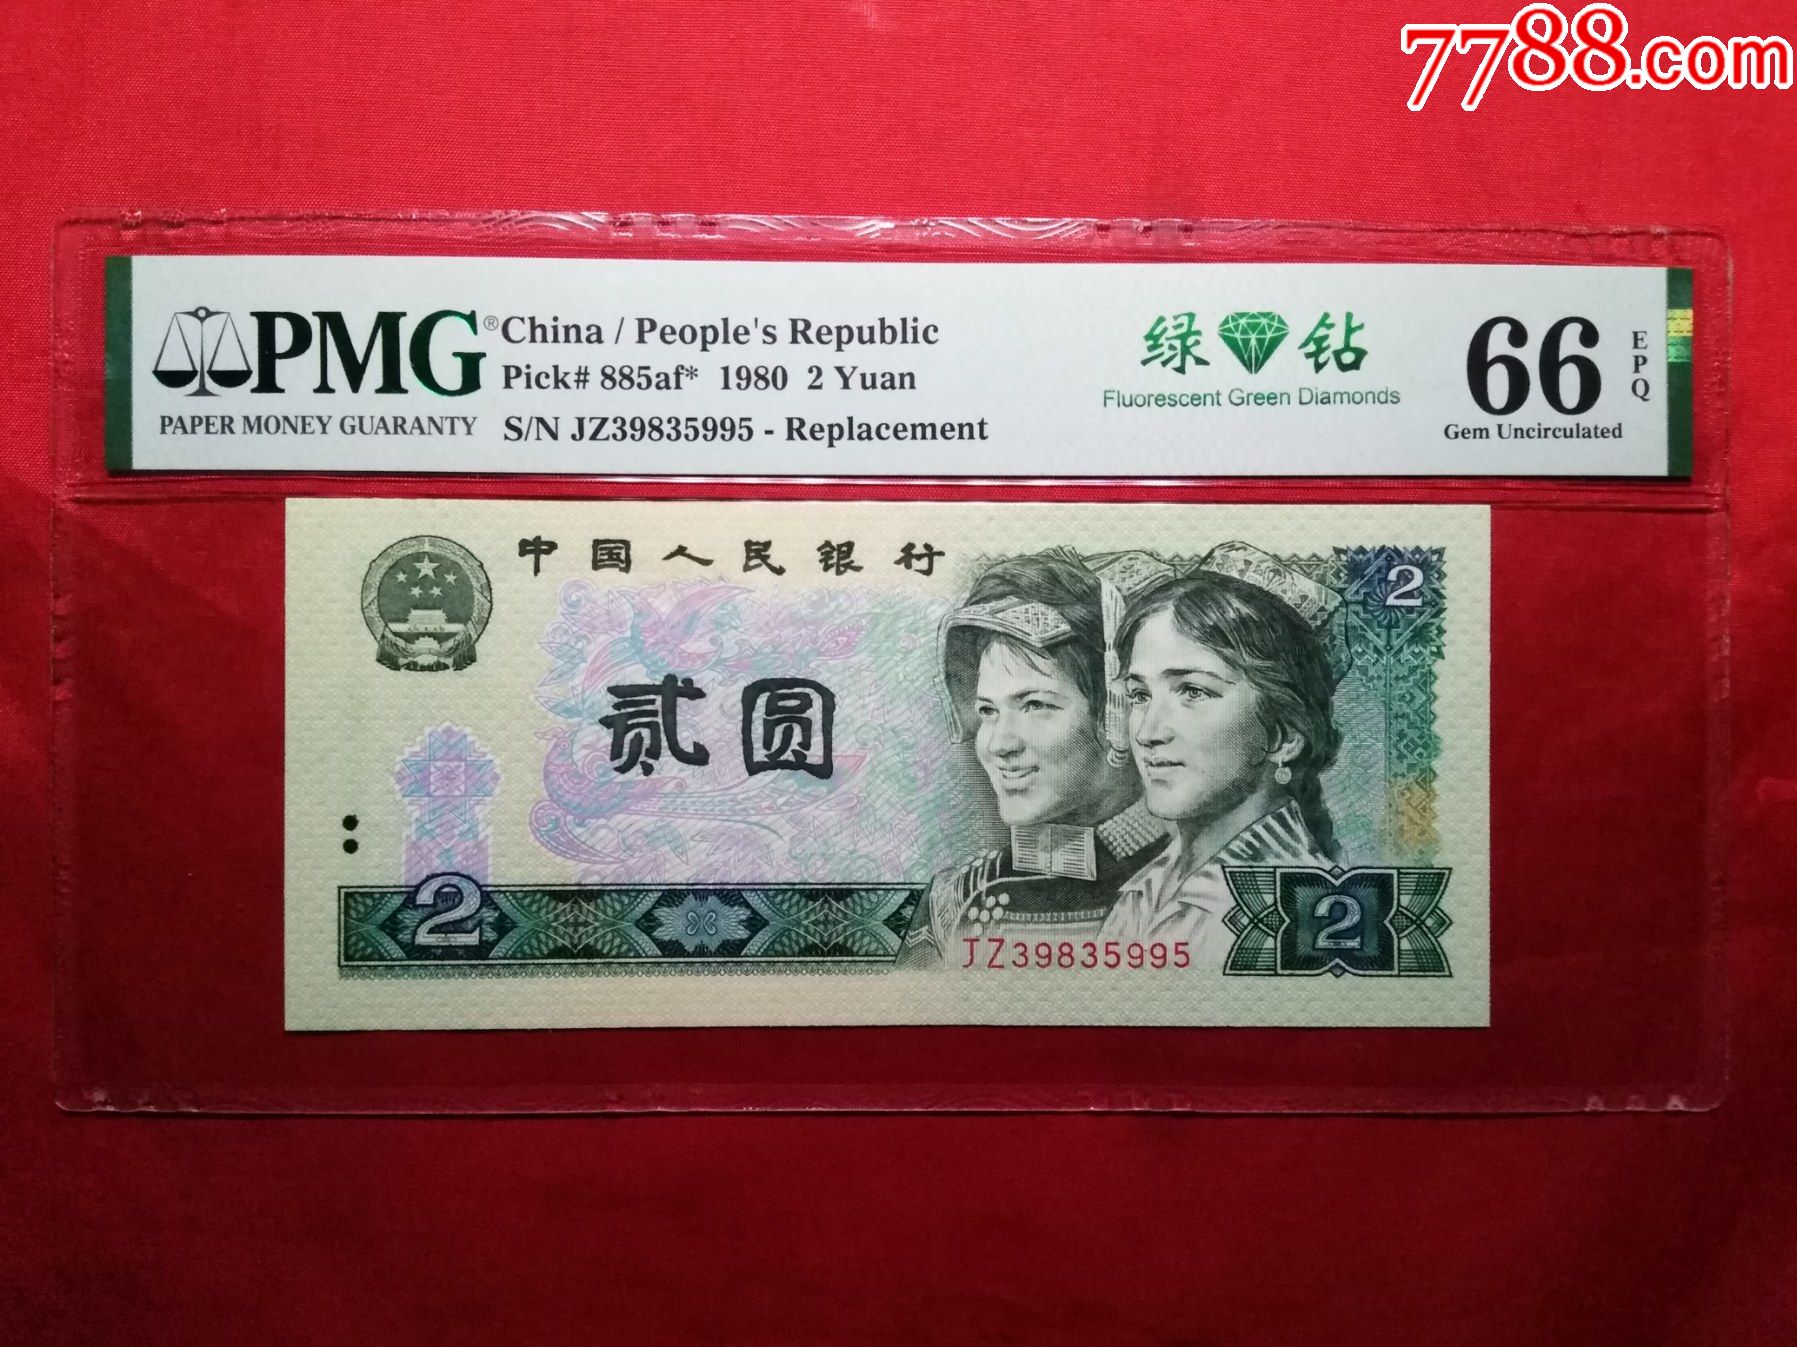 7788.com
PMG® China / People's Republic
Pick# 885af* 1980 2 Yuan
PAPER MONEY GUARANTY S/N JZ39835995 - Replacement
绿 钻
Fluorescent Green Diamonds
66 EPQ
Gem Uncirculated
中国人民银行
2
贰圆
2
JZ39835995
2